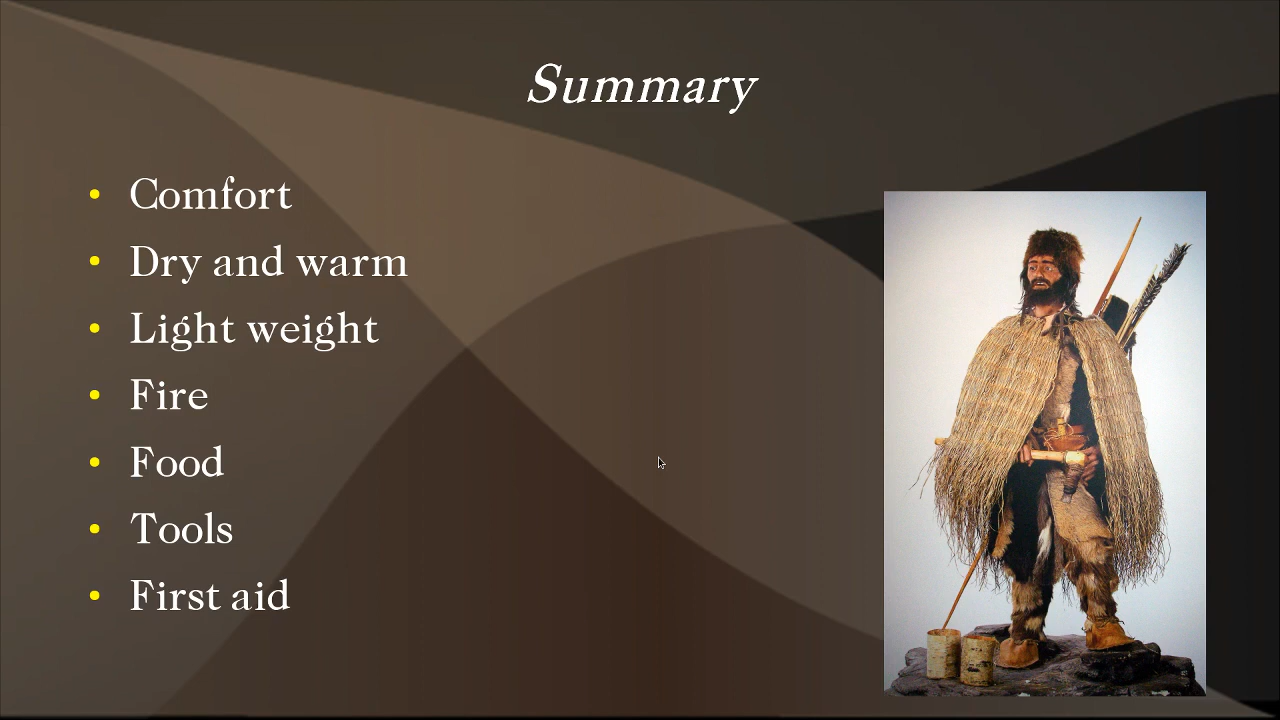 Summary
• Comfort
• Dry and warm
• Light weight
• Fire
• Food
• Tools
• First aid